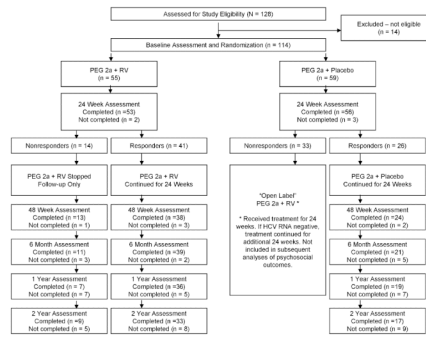 Assessed for Study Eligibility (N = 128)
Excluded – not eligible
(n = 14)
Baseline Assessment and Randomization (n = 114)
PEG 2a + RV
(n = 55)
PEG 2a + Placebo
(n = 59)
24 Week Assessment
Completed (n =53)
Not completed (n = 2)
24 Week Assessment
Completed (n =56)
Not completed (n = 3)
Nonresponders (n = 14)
Responders (n = 41)
Nonresponders (n = 33)
Responders (n = 26)
PEG 2a + RV Stopped
Follow-up Only
PEG 2a + RV
Continued for 24 Weeks
"Open Label"
PEG 2a + RV *
* Received treatment for 24
weeks. If HCV RNA negative,
treatment continued for
additional 24 weeks. Not
included in subsequent
analyses of psychosocial
outcomes.
PEG 2a + Placebo
Continued for 24 Weeks
48 Week Assessment
Completed (n =13)
Not completed (n = 1)
48 Week Assessment
Completed (n =38)
Not completed (n = 3)
48 Week Assessment
Completed (n =24)
Not completed (n = 2)
6 Month Assessment
Completed (n =11)
Not completed (n = 3)
6 Month Assessment
Completed (n =39)
Not completed (n = 2)
6 Month Assessment
Completed (n =21)
Not completed (n = 5)
1 Year Assessment
Completed (n = 7)
Not completed (n = 7)
1 Year Assessment
Completed (n =36)
Not completed (n = 5)
1 Year Assessment
Completed (n =19)
Not completed (n = 7)
2 Year Assessment
Completed (n =9)
Not completed (n = 5)
2 Year Assessment
Completed (n =33)
Not completed (n = 8)
2 Year Assessment
Completed (n =17)
Not completed (n = 9)